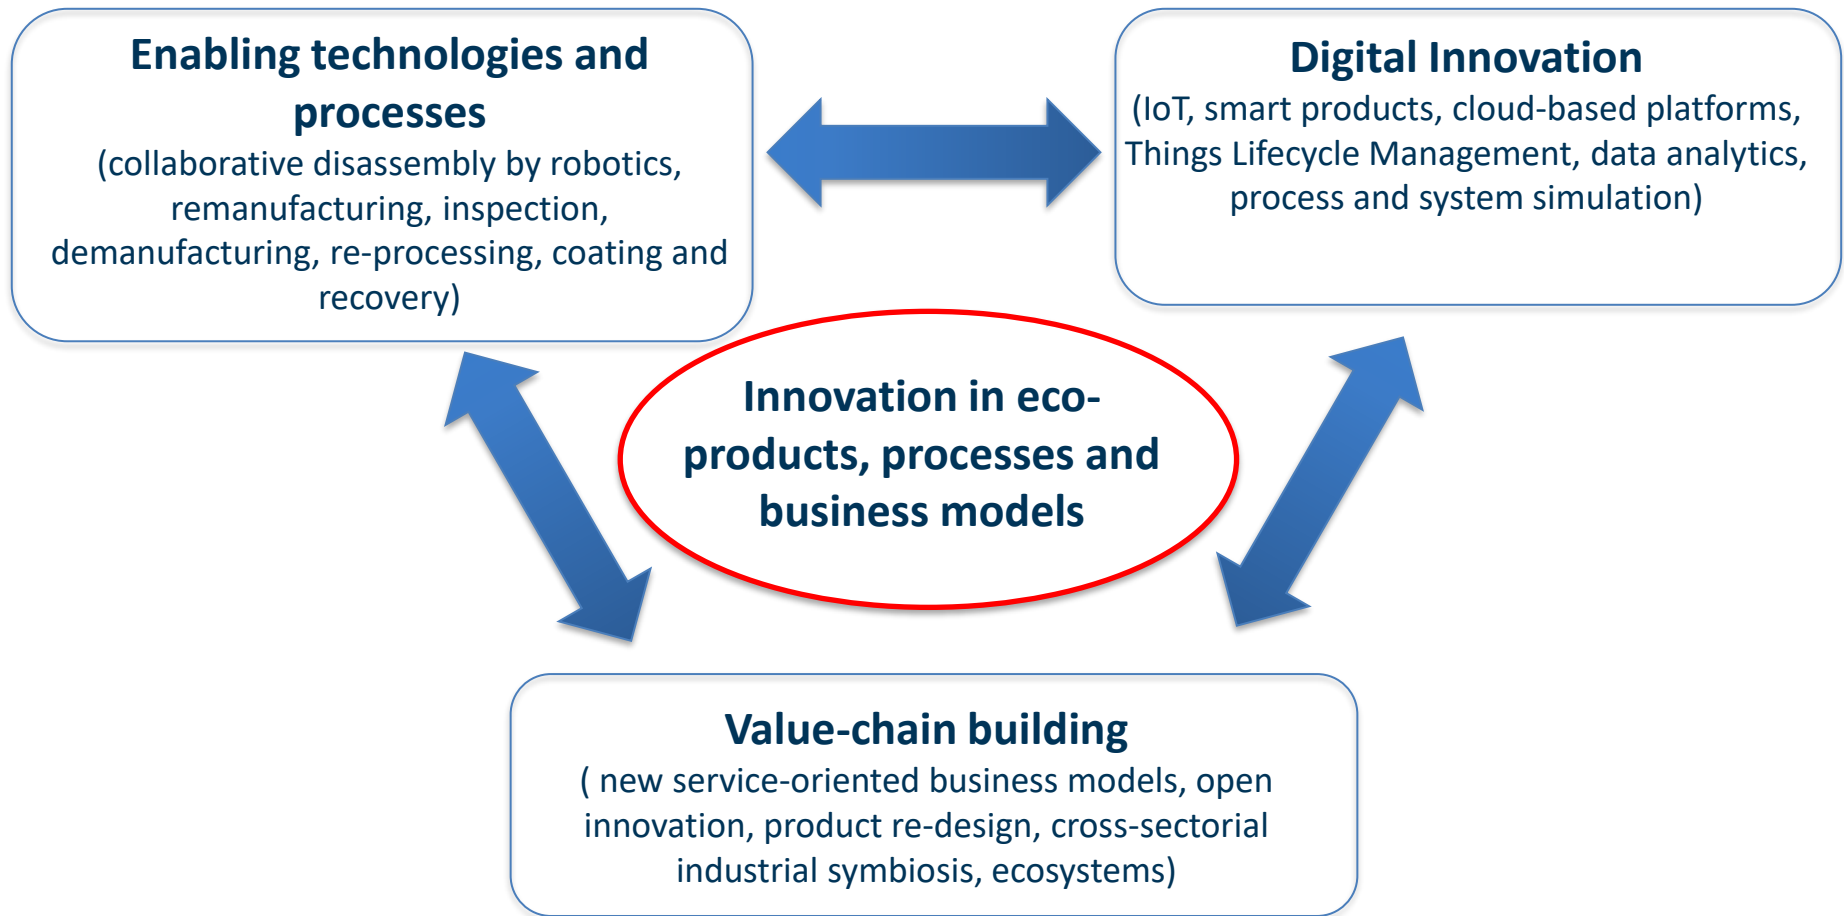 Enabling technologies and
processes
(collaborative disassembly by robotics,
remanufacturing, inspection,
demanufacturing, re-processing, coating and
recovery)
Digital Innovation
(IoT, smart products, cloud-based platforms,
Things Lifecycle Management, data analytics,
process and system simulation)
Innovation in eco-
products, processes and
business models
Value-chain building
( new service-oriented business models, open
innovation, product re-design, cross-sectorial
industrial symbiosis, ecosystems)